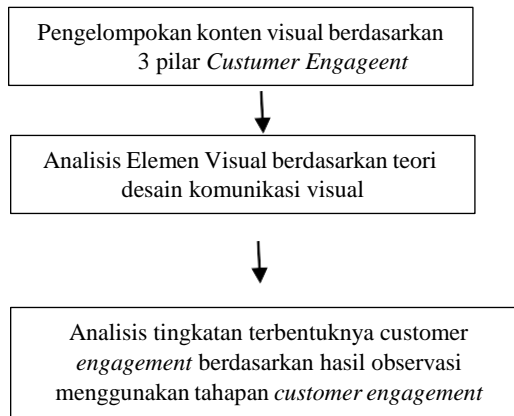 Pengelompokan konten visual berdasarkan
3 pilar Custumer Engageent
Analisis Elemen Visual berdasarkan teori
desain komunikasi visual
Analisis tingkatan terbentuknya customer
engagement berdasarkan hasil observasi
menggunakan tahapan customer engagement